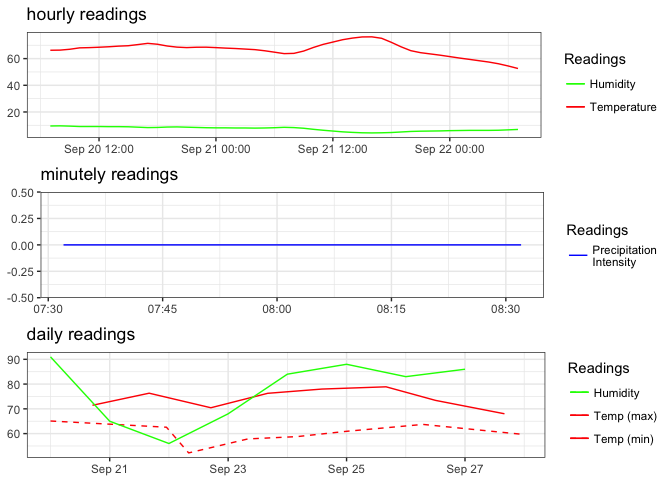 hourly readings
60
40
20
Sep 20 12:00
Sep 21 00:00
Sep 21 12:00
Sep 22 00:00
Readings
Humidity
Temperature
minutely readings
0.50
0.25
0.00
-0.25
-0.50
07:30
07:45
08:00
08:15
08:30
Readings
Precipitation
Intensity
daily readings
90
80
70
60
Sep 21
Sep 23
Sep 25
Sep 27
Readings
Humidity
Temp (max)
Temp (min)